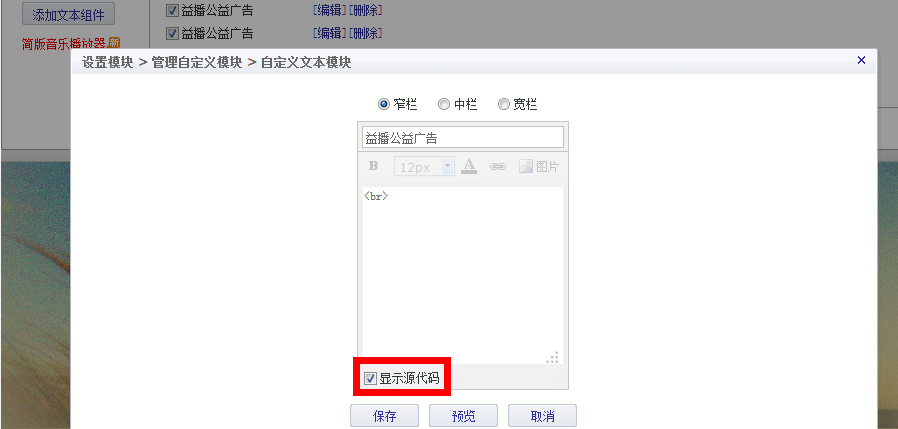 添加文本组件
益播公益广告 [编辑][删除]
益播公益广告 [编辑][删除]
简版音乐播放器 新
设置模块 > 管理自定义模块 > 自定义文本模块
窄栏 中栏 宽栏
益播公益广告
B 12px A 图片
<br>
显示源代码
保存 预览 取消